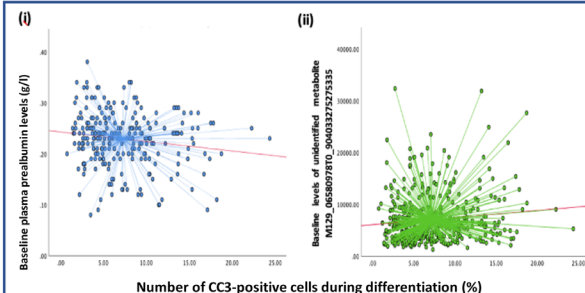 (i)
(ii)
Baseline plasma prealbumin levels (g/l)
.40
.30
.20
.10
.00
.00 5.00 10.00 15.00 20.00 25.00
Baseline levels of unidentified metabolite
M129_06580978T0_904033275275335
40000.00
30000.00
20000.00
10000.00
.00
.00 5.00 10.00 15.00 20.00 25.00
Number of CC3-positive cells during differentiation (%)